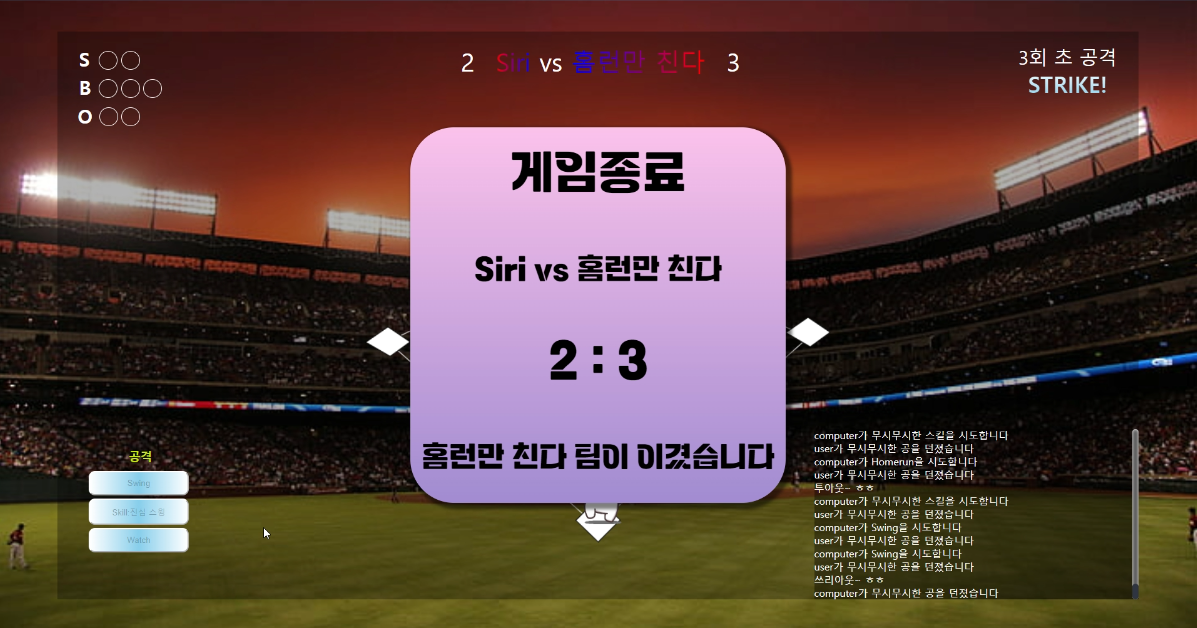 S
B
O
2 Siri vs 홈런만 친다 3
3회 초 공격
STRIKE!
게임종료
Siri vs 홈런만 친다
2 : 3
홈런만 친다 팀이 이겼습니다
공격
Swing
Skill:진심 스윙
Watch
computer가 무시무시한 스킬을 시도합니다
user가 무시무시한 공을 던졌습니다
computer가 Homerun을 시도합니다
user가 무시무시한 공을 던졌습니다
투아웃~ ㅎㅎ
computer가 무시무시한 스킬을 시도합니다
user가 무시무시한 공을 던졌습니다
computer가 Swing을 시도합니다
user가 무시무시한 공을 던졌습니다
computer가 Swing을 시도합니다
user가 무시무시한 공을 던졌습니다
쓰리아웃~ ㅎㅎ
computer가 무시무시한 공을 던졌습니다